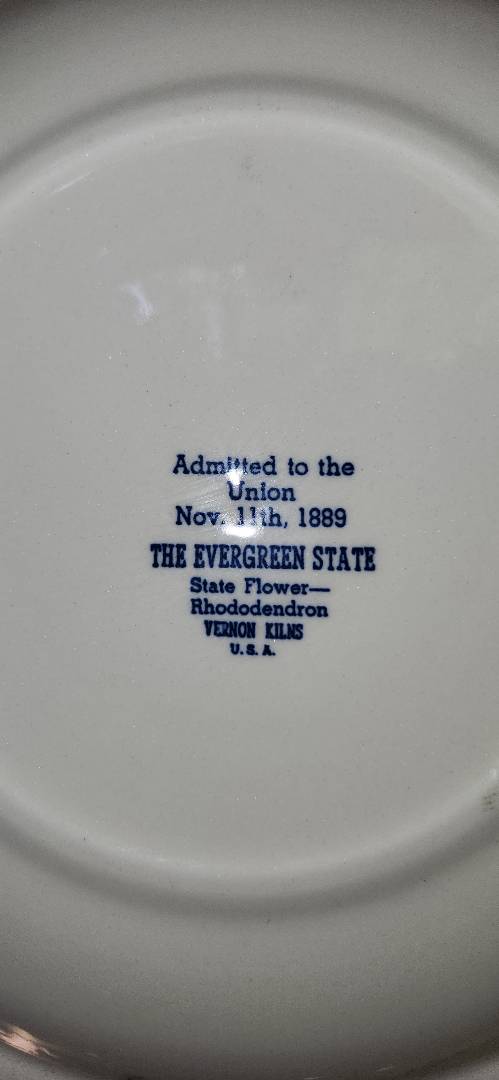 Admitted to the
Union
Nov. 11th, 1889
THE EVERGREEN STATE
State Flower—
Rhododendron
VERNON KILNS
U. S. A.